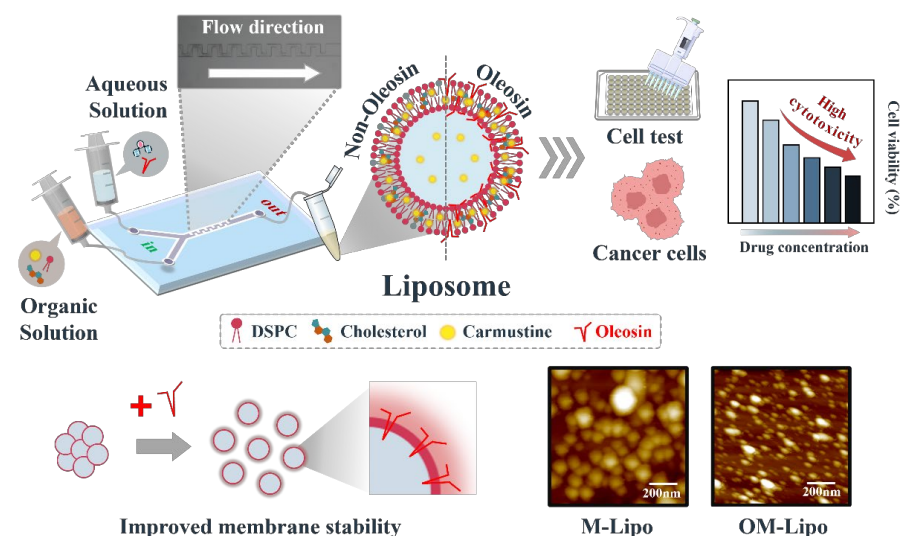 Flow direction
Aqueous
Solution
in
out
Organic
Solution
Non-Oleosin
Oleosin
Liposome
Cell test
Cancer cells
High
cytotoxicity
Cell viability (%)
Drug concentration
DSPC
Cholesterol
Carmustine
Oleosin
+
Improved membrane stability
200nm
M-Lipo
200nm
OM-Lipo